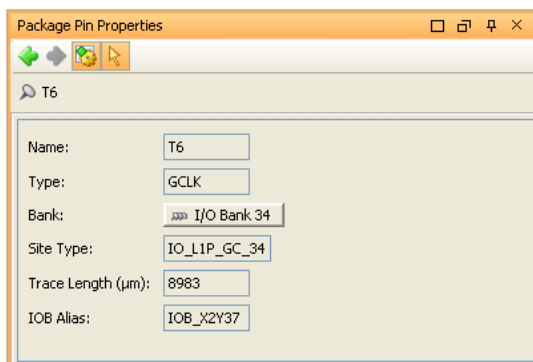 Package Pin Properties
T6
Name: T6
Type: GCLK
Bank: I/O Bank 34
Site Type: IO_L1P_GC_34
Trace Length (µm): 8983
IOB Alias: IOB_X2Y37